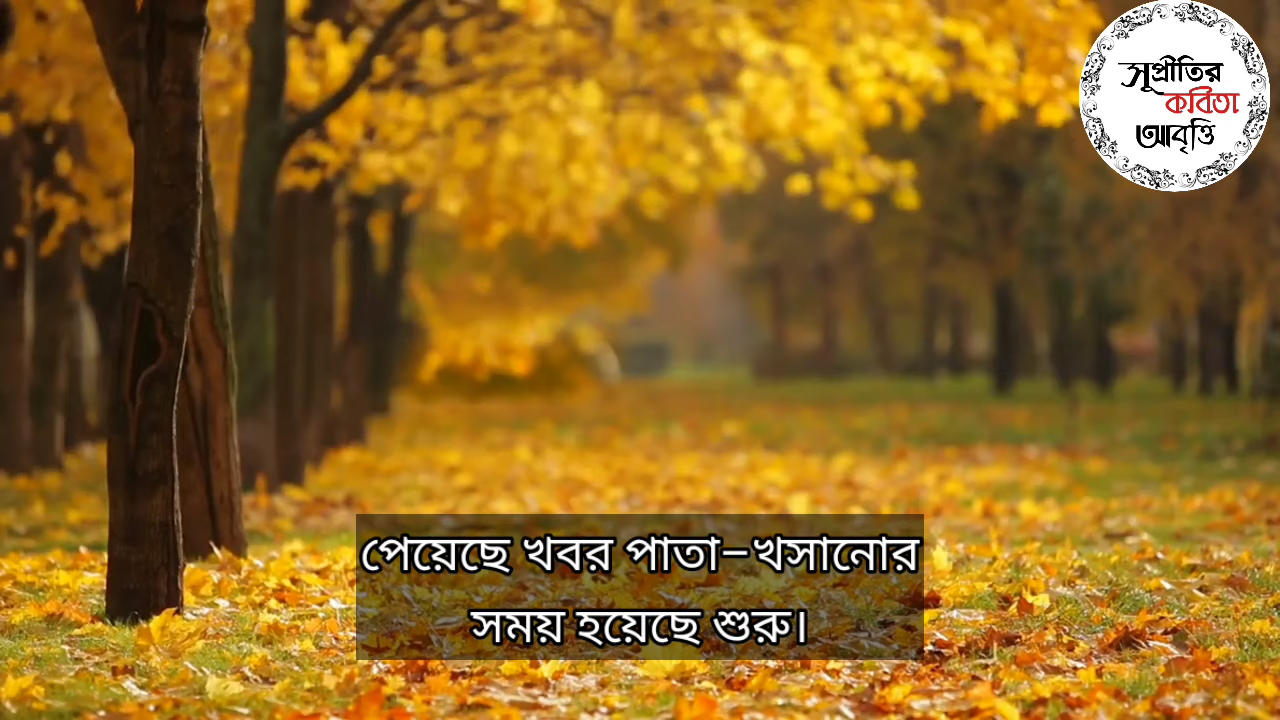 সুপ্রীতির
কবিতা
আবৃত্তি
পেয়েছে খবর পাতা–খসানোর
সময় হয়েছে শুরু।